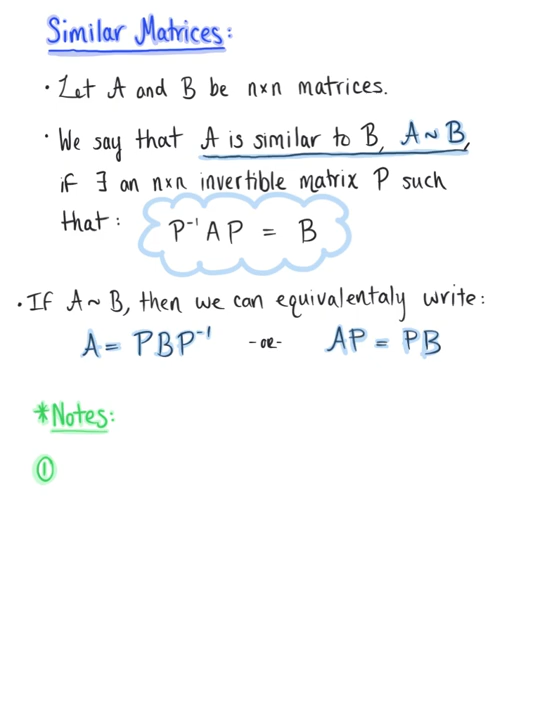 Similar Matrices:
• Let A and B be n×n matrices.
• We say that A is similar to B, A~B,
if ∃ an n×n invertible matrix P such
that: P⁻¹AP = B
• If A~B, then we can equivalentaly write:
A = PBP⁻¹ -or- AP = PB
*Notes:
①